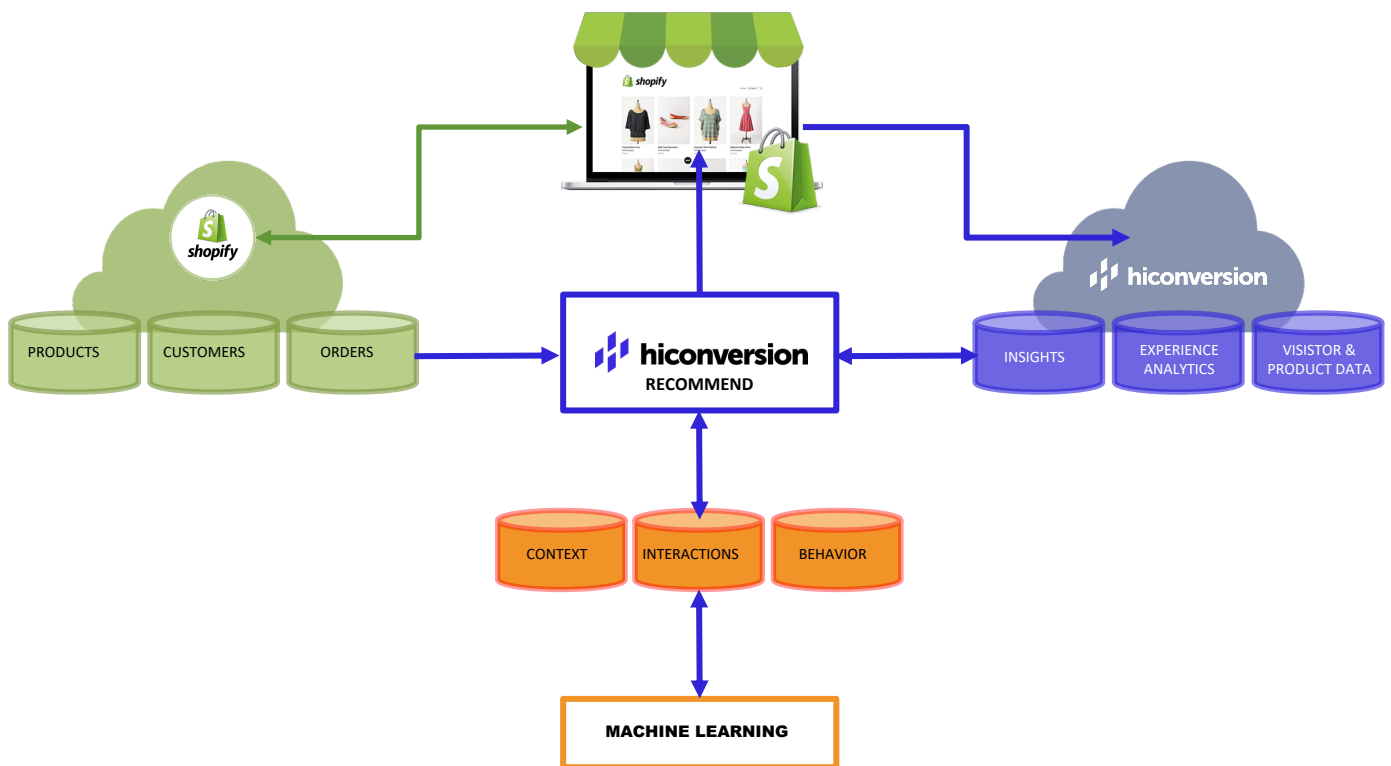 shopify
shopify
hiconversion
PRODUCTS
CUSTOMERS
ORDERS
hiconversion
RECOMMEND
INSIGHTS
EXPERIENCE
ANALYTICS
VISISTOR &
PRODUCT DATA
CONTEXT
INTERACTIONS
BEHAVIOR
MACHINE LEARNING